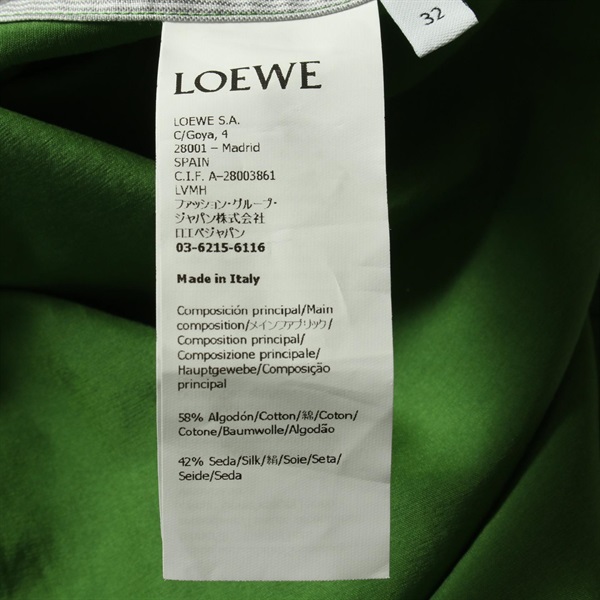 32
LOEWE
LOEWE S.A.
C/Goya, 4
28001 – Madrid
SPAIN
C.I.F. A–28003861
LVMH
ファッション・グループ・
ジャパン株式会社
ロエベジャパン
03-6215-6116
Made in Italy
Composición principal/Main
composition/メインファブリック/
Composition principal/
Composizione principale/
Hauptgewebe/Composição
principal
58% Algodón/Cotton/綿/Coton/
Cotone/Baumwolle/Algodão
42% Seda/Silk/絹/Soie/Seta/
Seide/Seda